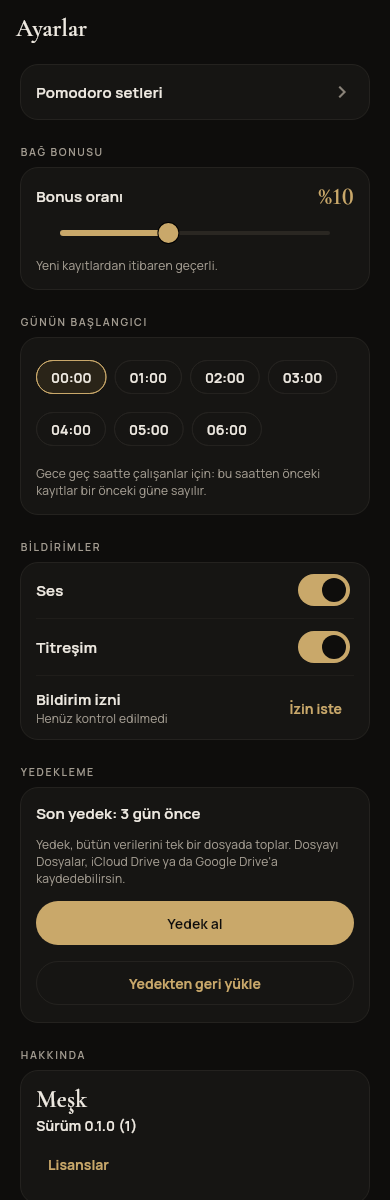 Ayarlar
Pomodoro setleri
BAĞ BONUSU
Bonus oranı
%10
Yeni kayıtlardan itibaren geçerli.
GÜNÜN BAŞLANGICI
00:00 01:00 02:00 03:00
04:00 05:00 06:00
Gece geç saatte çalışanlar için: bu saatten önceki
kayıtlar bir önceki güne sayılır.
BİLDİRİMLER
Ses
Titreşim
Bildirim izni
Henüz kontrol edilmedi
İzin iste
YEDEKLEME
Son yedek: 3 gün önce
Yedek, bütün verilerini tek bir dosyada toplar. Dosyayı
Dosyalar, iCloud Drive ya da Google Drive'a
kaydedebilirsin.
Yedek al
Yedekten geri yükle
HAKKINDA
Meşk
Sürüm 0.1.0 (1)
Lisanslar